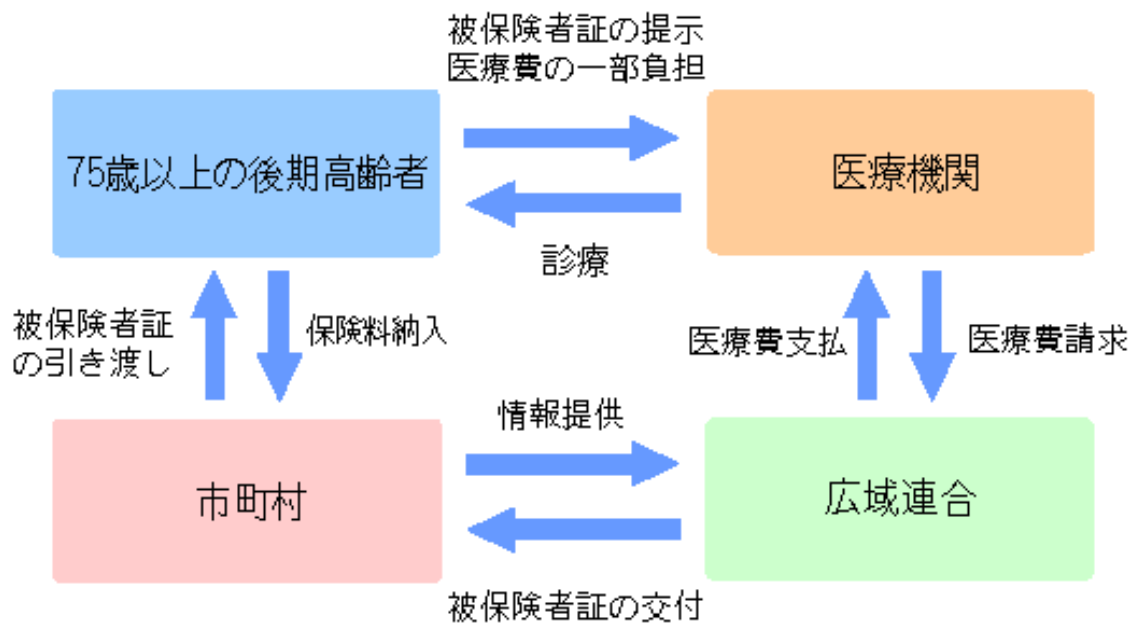 被保険者証の提示
医療費の一部負担
75歳以上の後期高齢者
医療機関
診療
被保険者証
の引き渡し
保険料納入
医療費支払
医療費請求
情報提供
市町村
広域連合
被保険者証の交付